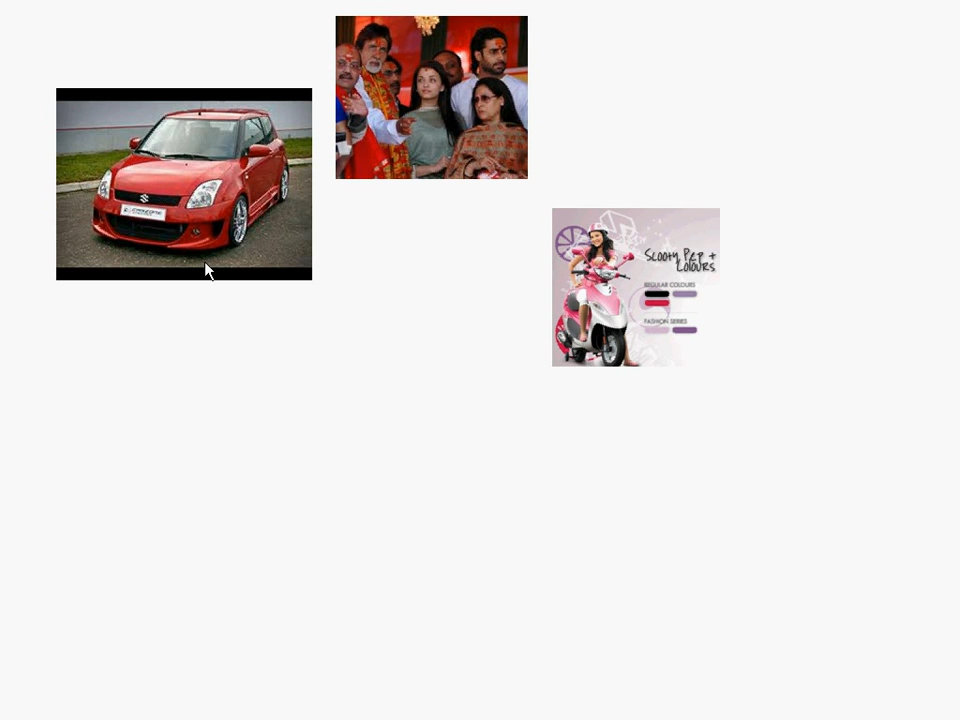 Scooty Pep +
Colours
REGULAR COLOURS
FASHION SERIES